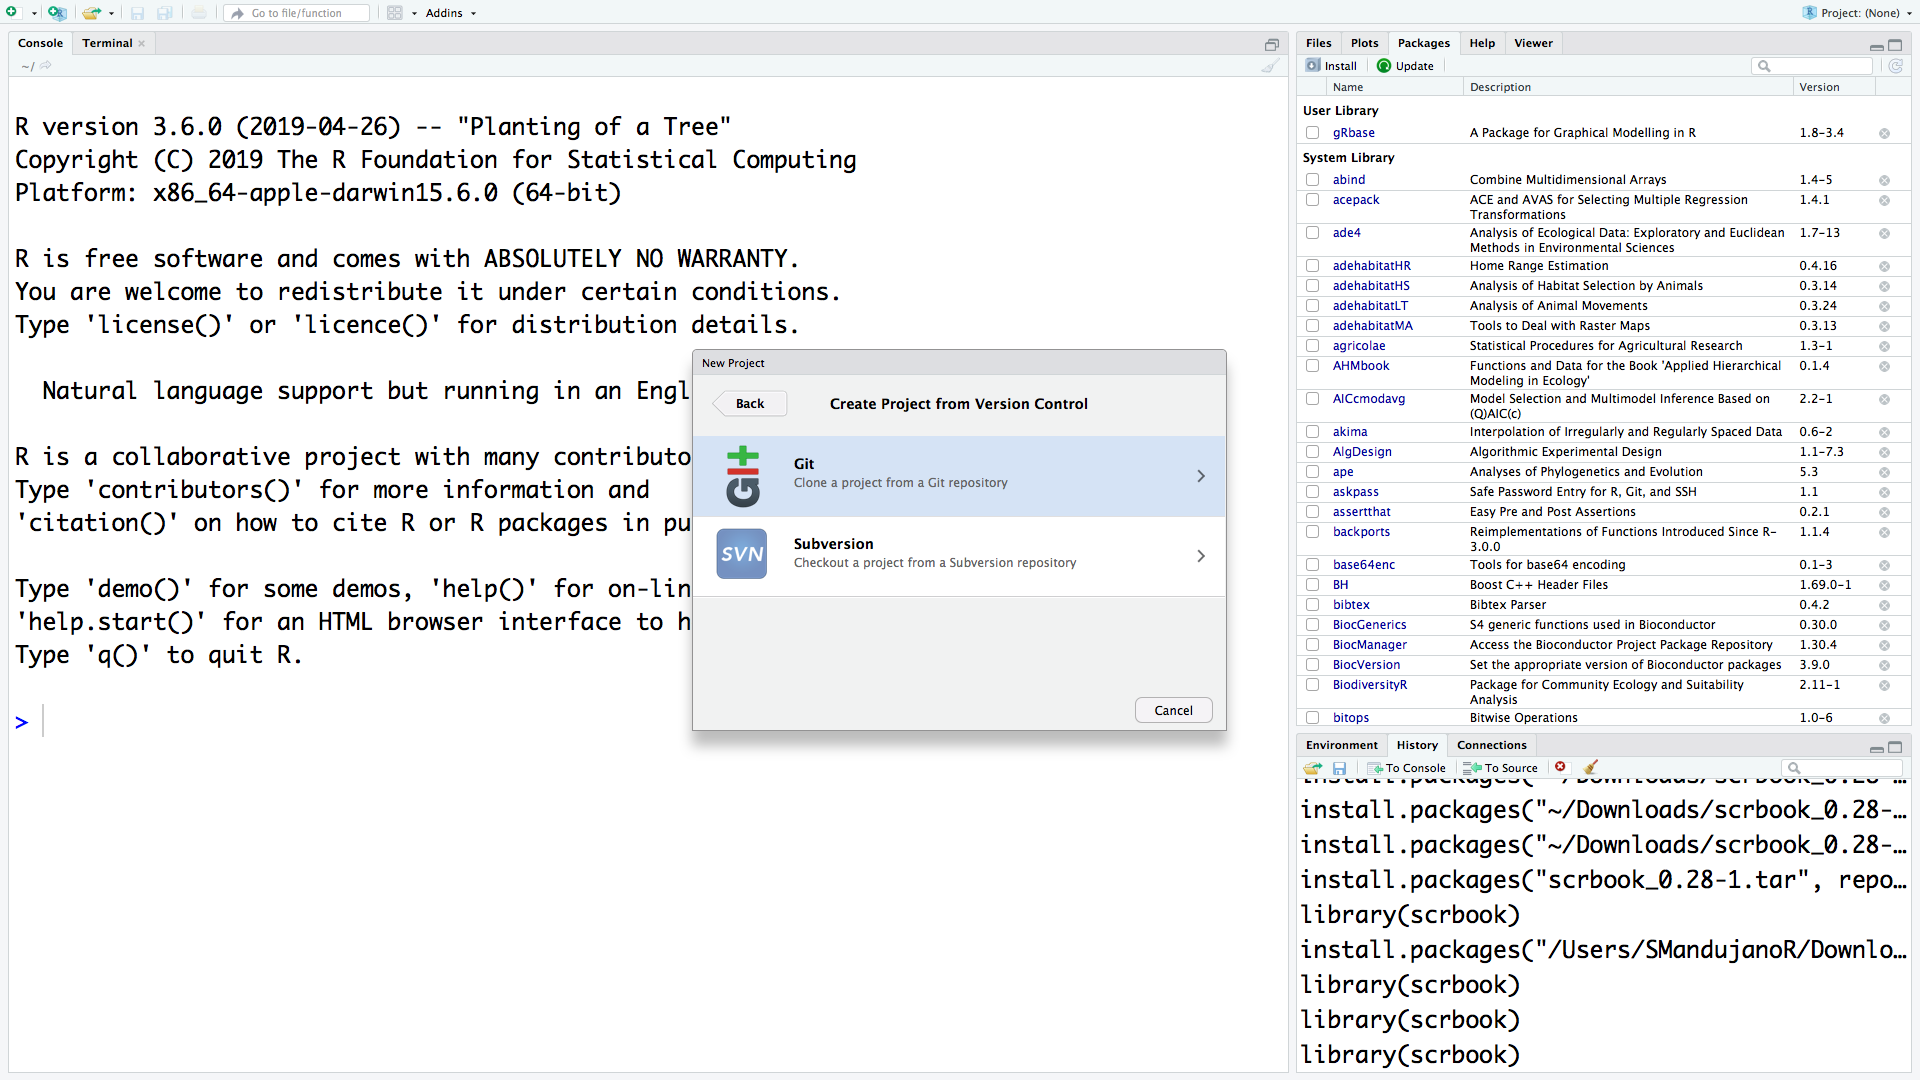 Go to file/function
Addins
Project: (None)
Console
Terminal
~/
R version 3.6.0 (2019-04-26) -- "Planting of a Tree"
Copyright (C) 2019 The R Foundation for Statistical Computing
Platform: x86_64-apple-darwin15.6.0 (64-bit)
R is free software and comes with ABSOLUTELY NO WARRANTY.
You are welcome to redistribute it under certain conditions.
Type 'license()' or 'licence()' for distribution details.
Natural language support but running in an Engl
R is a collaborative project with many contributo
Type 'contributors()' for more information and
'citation()' on how to cite R or R packages in pu
Type 'demo()' for some demos, 'help()' for on-lin
'help.start()' for an HTML browser interface to h
Type 'q()' to quit R.
>
New Project
Back
Create Project from Version Control
Git
Git
Clone a project from a Git repository
SVN
Subversion
Checkout a project from a Subversion repository
Cancel
Files Plots Packages Help Viewer
Install Update
Name Description Version
User Library
gRbase A Package for Graphical Modelling in R 1.8-3.4
System Library
abind Combine Multidimensional Arrays 1.4-5
acepack ACE and AVAS for Selecting Multiple Regression 1.4.1
Transformations
ade4 Analysis of Ecological Data: Exploratory and Euclidean 1.7-13
Methods in Environmental Sciences
adehabitatHR Home Range Estimation 0.4.16
adehabitatHS Analysis of Habitat Selection by Animals 0.3.14
adehabitatLT Analysis of Animal Movements 0.3.24
adehabitatMA Tools to Deal with Raster Maps 0.3.13
agricolae Statistical Procedures for Agricultural Research 1.3-1
AHMbook Functions and Data for the Book 'Applied Hierarchical 0.1.4
Modeling in Ecology'
AICcmodavg Model Selection and Multimodel Inference Based on 2.2-1
(Q)AIC(c)
akima Interpolation of Irregularly and Regularly Spaced Data 0.6-2
AlgDesign Algorithmic Experimental Design 1.1-7.3
ape Analyses of Phylogenetics and Evolution 5.3
askpass Safe Password Entry for R, Git, and SSH 1.1
assertthat Easy Pre and Post Assertions 0.2.1
backports Reimplementations of Functions Introduced Since R- 1.1.4
3.0.0
base64enc Tools for base64 encoding 0.1-3
BH Boost C++ Header Files 1.69.0-1
bibtex Bibtex Parser 0.4.2
BiocGenerics S4 generic functions used in Bioconductor 0.30.0
BiocManager Access the Bioconductor Project Package Repository 1.30.4
BiocVersion Set the appropriate version of Bioconductor packages 3.9.0
BiodiversityR Package for Community Ecology and Suitability 2.11-1
Analysis
bitops Bitwise Operations 1.0-6
Environment History Connections
To Console To Source
install.packages("~/Downloads/scrbook_0.28-...
install.packages("~/Downloads/scrbook_0.28-...
install.packages("~/Downloads/scrbook_0.28-...
install.packages("scrbook_0.28-1.tar", repo...
library(scrbook)
install.packages("/Users/SMandujanoR/Downlo...
library(scrbook)
library(scrbook)
library(scrbook)